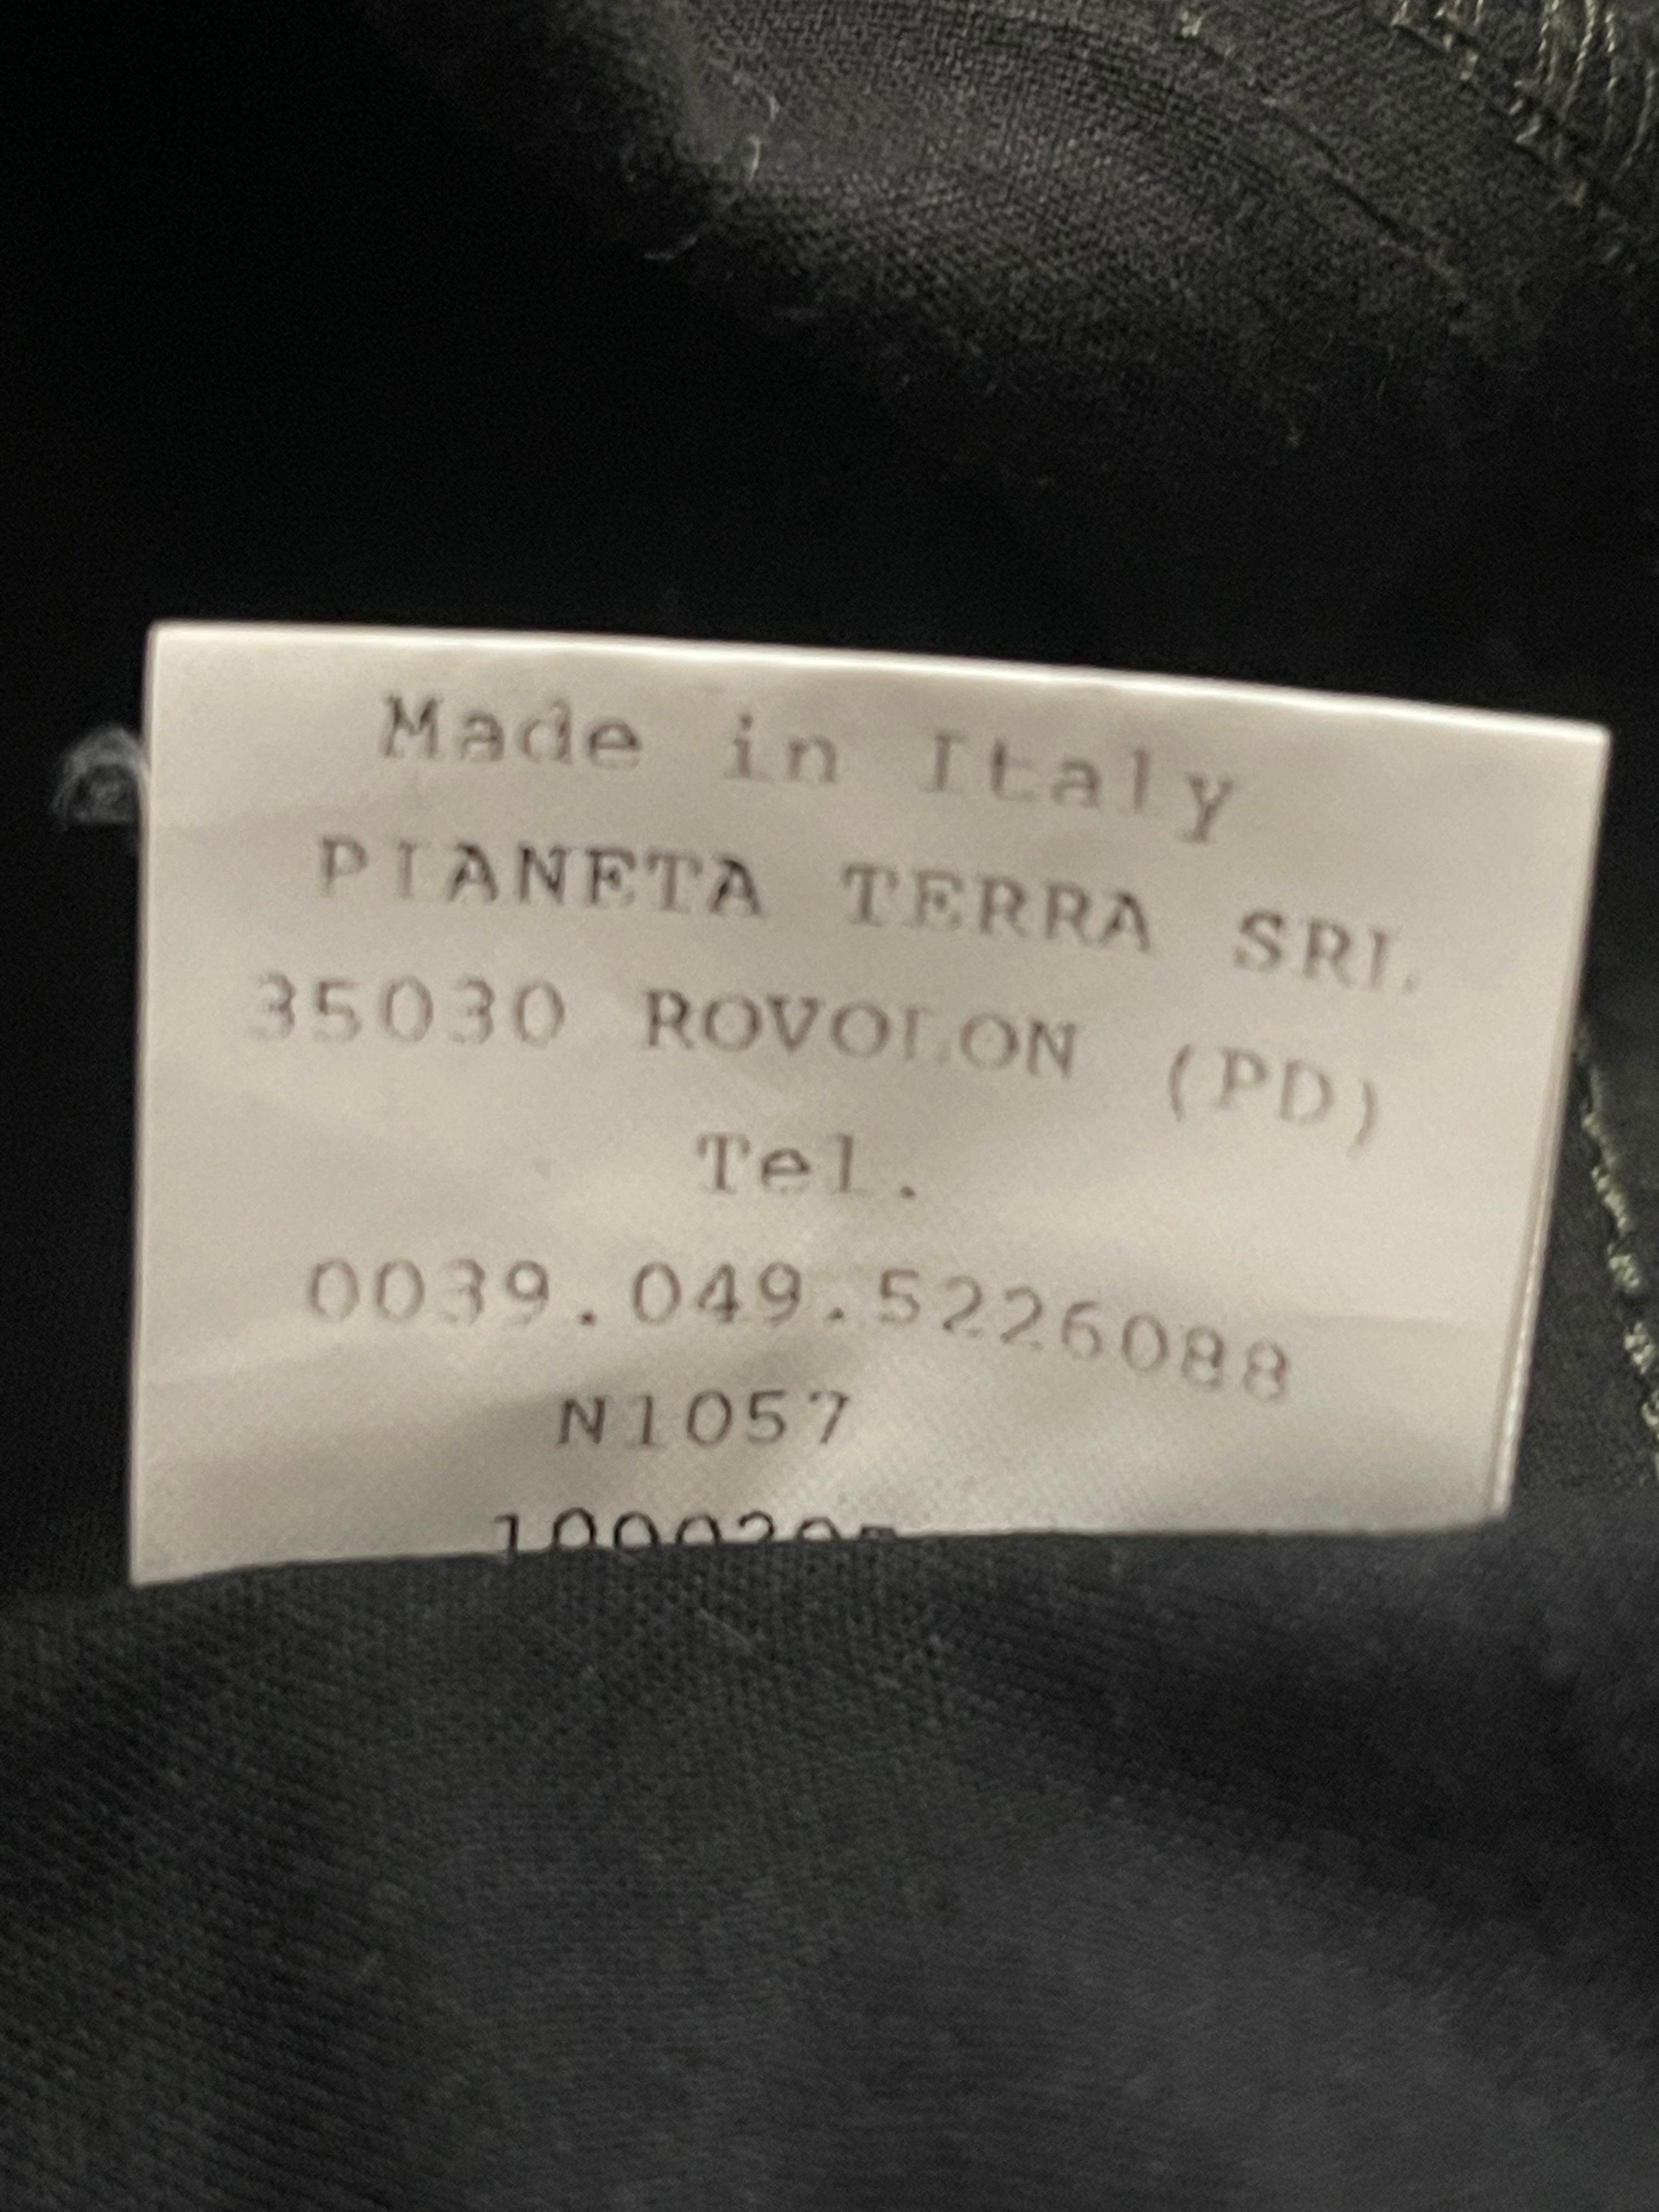 Made in Italy
PIANETA TERRA SRL
35030 ROVOLON (PD)
Tel.
0039.049.5226088
N1057